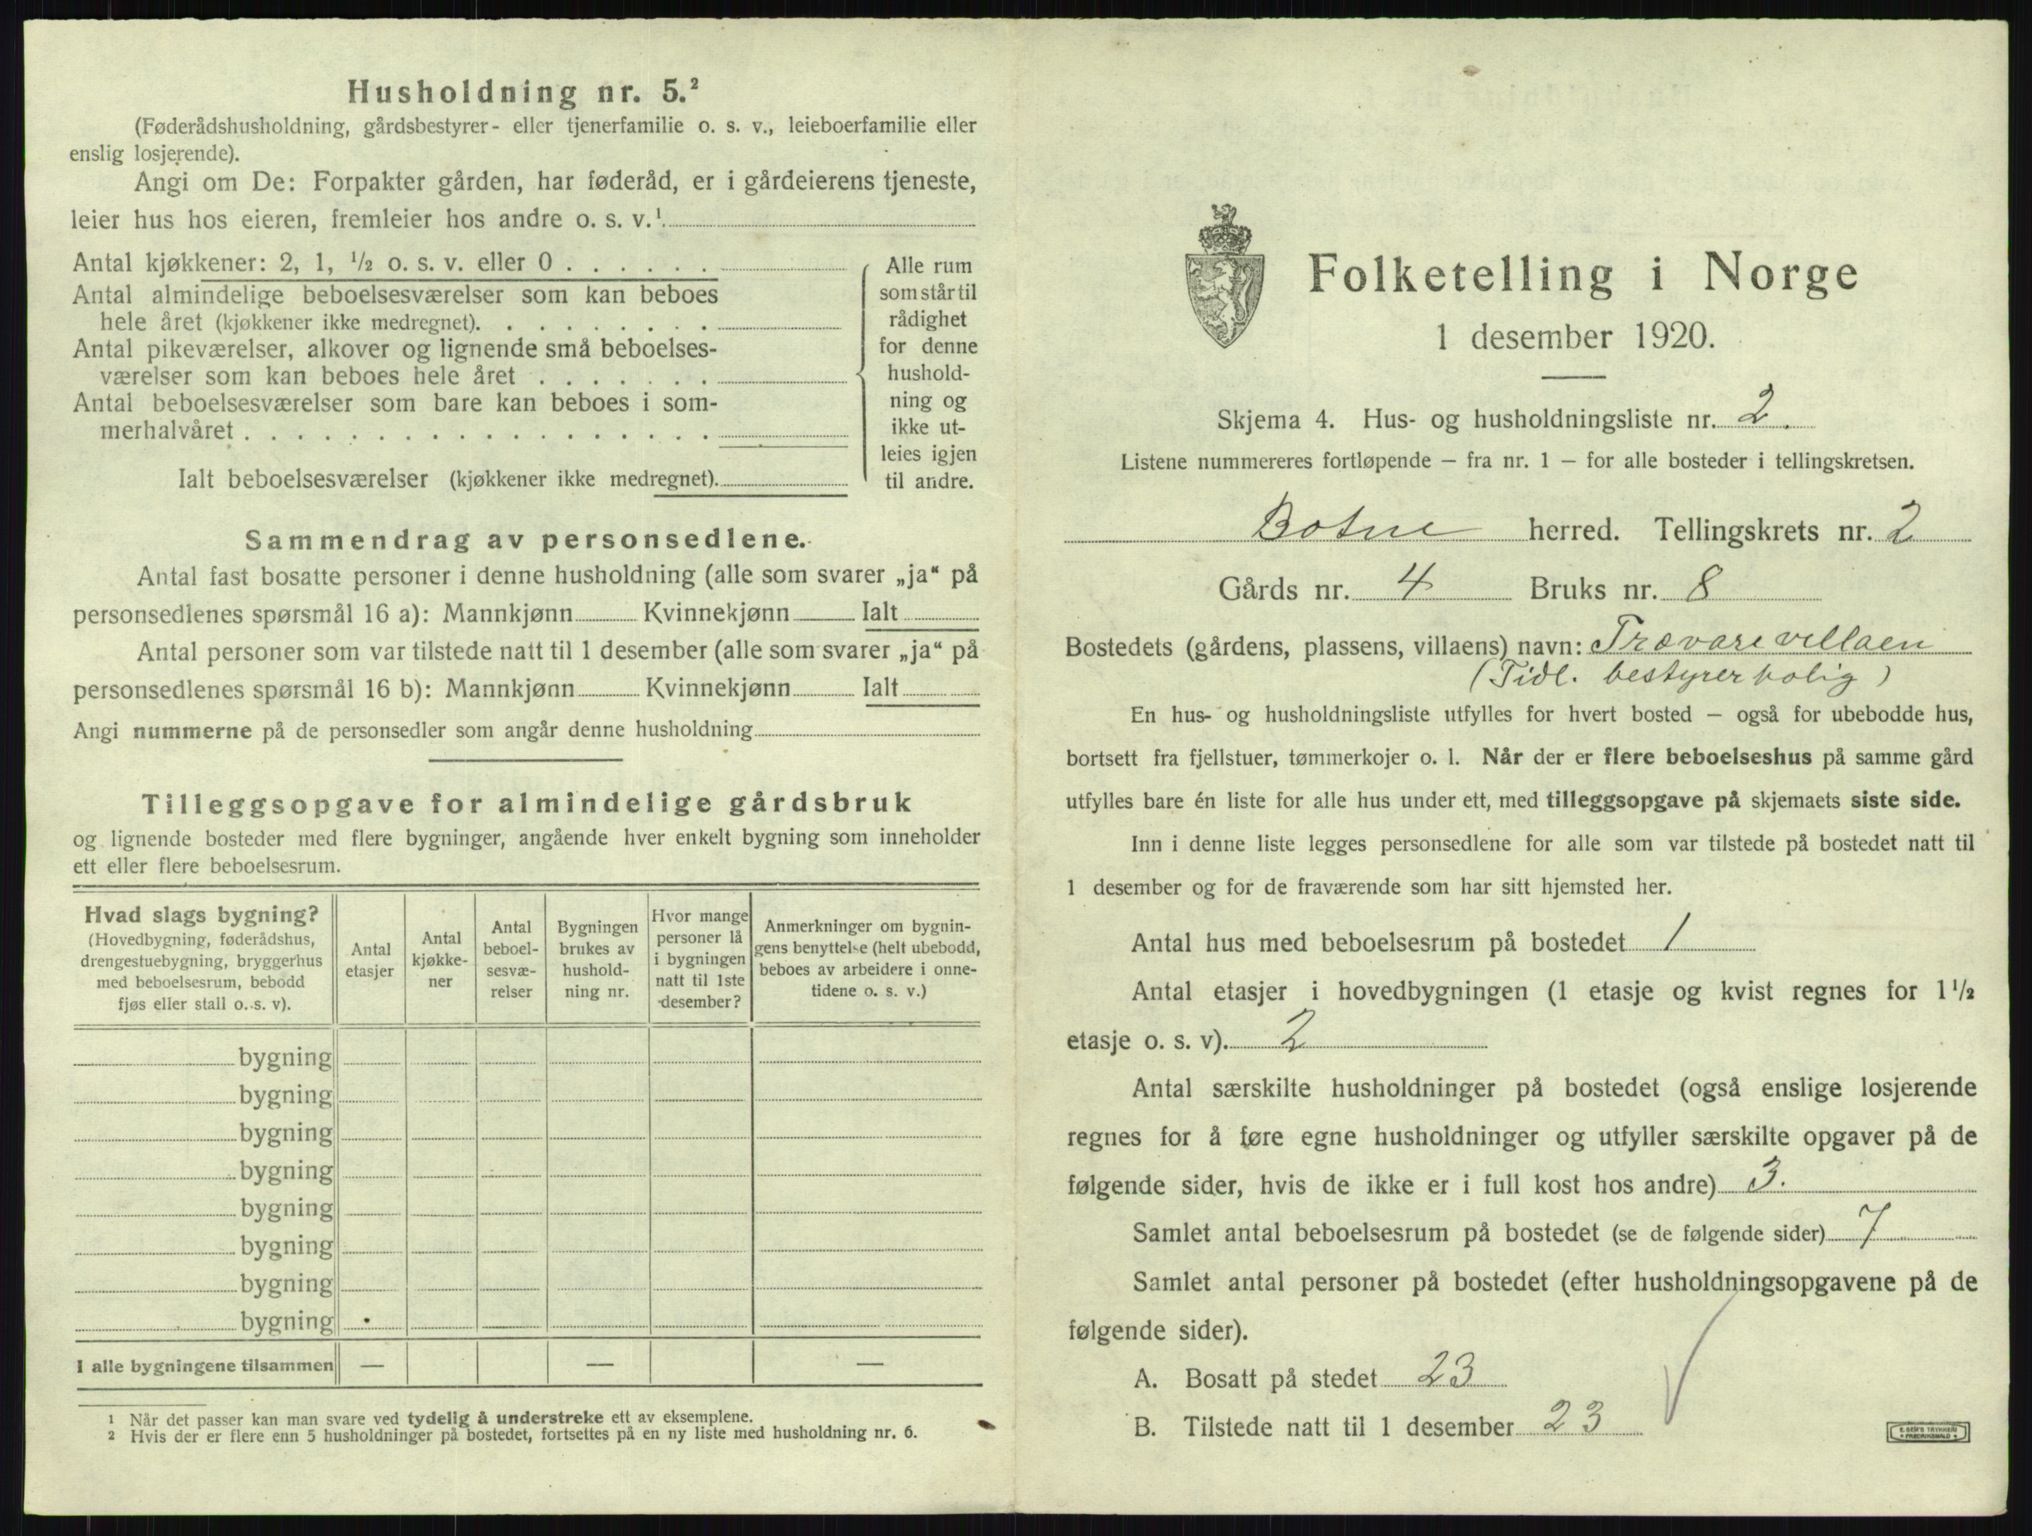 Husholdning nr. 5.²
(Føderådshusholdning, gårdsbestyrer- eller tjenerfamilie o. s. v., leieboerfamilie eller
enslig losjerende).
Angi om De: Forpakter gården, har føderåd, er i gårdeierens tjeneste,
leier hus hos eieren, fremleier hos andre o. s. v.¹
Antal kjøkkener: 2, 1, ½ o. s. v. eller 0
Antal almindelige beboelsesværelser som kan beboes
hele året (kjøkkener ikke medregnet).
Antal pikeværelser, alkover og lignende små beboelses-
værelser som kan beboes hele året
Antal beboelsesværelser som bare kan beboes i som-
merhalvåret
Ialt beboelsesværelser (kjøkkener ikke medregnet).
Alle rum
som står til
rådighet
for denne
hushold-
ning og
ikke ut-
leies igjen
til andre.
Sammendrag av personsedlene.
Antal fast bosatte personer i denne husholdning (alle som svarer „ja“ på
personsedlenes spørsmål 16 a): Mannkjønn Kvinnekjønn Ialt
Antal personer som var tilstede natt til 1 desember (alle som svarer „ja“ på
personsedlenes spørsmål 16 b): Mannkjønn Kvinnekjønn Ialt
Angi nummerne på de personsedler som angår denne husholdning
Tilleggsopgave for almindelige gårdsbruk
og lignende bosteder med flere bygninger, angående hver enkelt bygning som inneholder
ett eller flere beboelsesrum.
Hvad slags bygning?
(Hovedbygning, føderådshus,
drengestuebygning, bryggerhus
med beboelsesrum, bebodd
fjøs eller stall o. s. v).
Antal
etasjer
Antal
kjøkke-
ner
Antal
beboel-
sesvæ-
relser
Bygningen
brukes av
hushold-
ning nr.
Hvor mange
personer lå
i bygningen
natt til 1ste
desember?
Anmerkninger om bygnin-
gens benyttelse (helt ubebodd,
beboes av arbeidere i onne-
tidene o. s. v.)
bygning
bygning
bygning
bygning
bygning
bygning
bygning
bygning
I alle bygningene tilsammen — — —
1 Når det passer kan man svare ved tydelig å understreke ett av eksemplene.
2 Hvis der er flere enn 5 husholdninger på bostedet, fortsettes på en ny liste med husholdning nr. 6.
Folketelling i Norge
1 desember 1920.
Skjema 4. Hus- og husholdningsliste nr. 2.
Listene nummereres fortløpende — fra nr. 1 — for alle bosteder i tellingskretsen.
Botne herred. Tellingskrets nr. 2
Gårds nr. 4 Bruks nr. 8
Bostedets (gårdens, plassens, villaens) navn: Trævarevillaen
(Tidl. bestyrerbolig)
En hus- og husholdningsliste utfylles for hvert bosted — også for ubebodde hus,
bortsett fra fjellstuer, tømmerkojer o. l. Når der er flere beboelseshus på samme gård
utfylles bare én liste for alle hus under ett, med tilleggsopgave på skjemaets siste side.
Inn i denne liste legges personsedlene for alle som var tilstede på bostedet natt til
1 desember og for de fraværende som har sitt hjemsted her.
Antal hus med beboelsesrum på bostedet 1
Antal etasjer i hovedbygningen (1 etasje og kvist regnes for 1½
etasje o. s. v). 2
Antal særskilte husholdninger på bostedet (også enslige losjerende
regnes for å føre egne husholdninger og utfyller særskilte opgaver på de
følgende sider, hvis de ikke er i full kost hos andre) 3.
Samlet antal beboelsesrum på bostedet (se de følgende sider) 7
Samlet antal personer på bostedet (efter husholdningsopgavene på de
følgende sider).
A. Bosatt på stedet 23
B. Tilstede natt til 1 desember 23
E. SEM'S TRYKKERI
FREDRIKSHALD